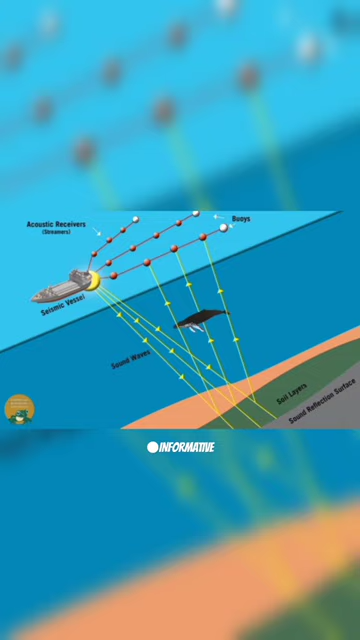 Acoustic Receivers
(Streamers)
Buoys
Seismic Vessel
Sound Waves
Soil Layers
Sound Reflection Surface
INFORMATIVE